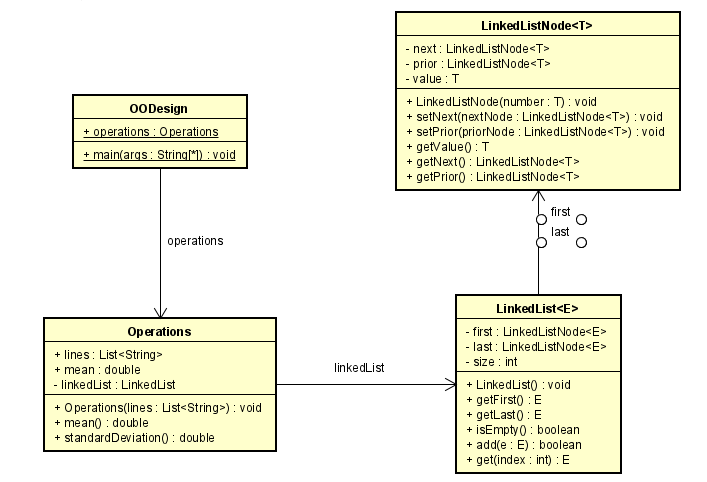 LinkedListNode<T>
- next : LinkedListNode<T>
- prior : LinkedListNode<T>
- value : T
+ LinkedListNode(number : T) : void
+ setNext(nextNode : LinkedListNode<T>) : void
+ setPrior(priorNode : LinkedListNode<T>) : void
+ getValue() : T
+ getNext() : LinkedListNode<T>
+ getPrior() : LinkedListNode<T>
OODesign
+ operations : Operations
+ main(args : String[*]) : void
operations
first
last
Operations
+ lines : List<String>
+ mean : double
- linkedList : LinkedList
+ Operations(lines : List<String>) : void
+ mean() : double
+ standardDeviation() : double
linkedList
LinkedList<E>
- first : LinkedListNode<E>
- last : LinkedListNode<E>
- size : int
+ LinkedList() : void
+ getFirst() : E
+ getLast() : E
+ isEmpty() : boolean
+ add(e : E) : boolean
+ get(index : int) : E